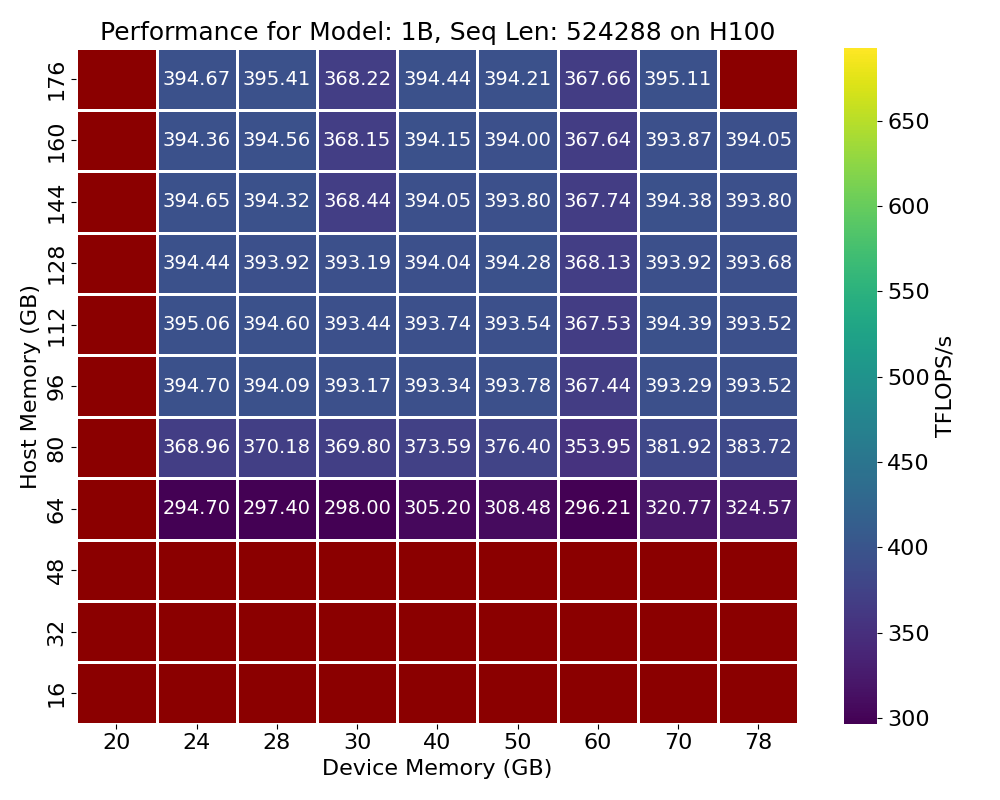 Performance for Model: 1B, Seq Len: 524288 on H100
176 394.67 395.41 368.22 394.44 394.21 367.66 395.11
160 394.36 394.56 368.15 394.15 394.00 367.64 393.87 394.05
144 394.65 394.32 368.44 394.05 393.80 367.74 394.38 393.80
128 394.44 393.92 393.19 394.04 394.28 368.13 393.92 393.68
112 395.06 394.60 393.44 393.74 393.54 367.53 394.39 393.52
96 394.70 394.09 393.17 393.34 393.78 367.44 393.29 393.52
80 368.96 370.18 369.80 373.59 376.40 353.95 381.92 383.72
64 294.70 297.40 298.00 305.20 308.48 296.21 320.77 324.57
48
32
16
Host Memory (GB)
20 24 28 30 40 50 60 70 78
Device Memory (GB)
650
600
550
500
450
400
350
300
TFLOPS/s